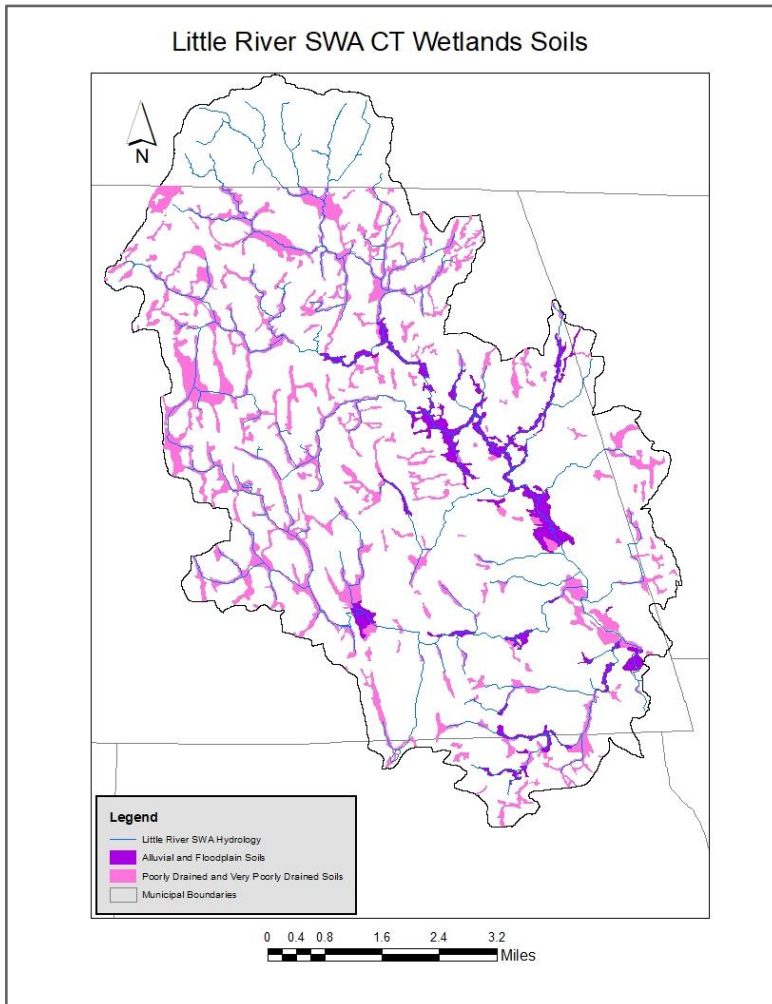 Little River SWA CT Wetlands Soils
N
Legend
Little River SWA Hydrology
Alluvial and Floodplain Soils
Poorly Drained and Very Poorly Drained Soils
Municipal Boundaries
0 0.4 0.8 1.6 2.4 3.2
Miles